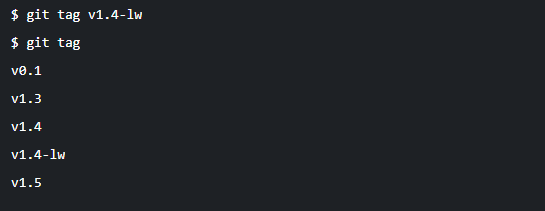 $ git tag v1.4-lw
$ git tag
v0.1
v1.3
v1.4
v1.4-lw
v1.5